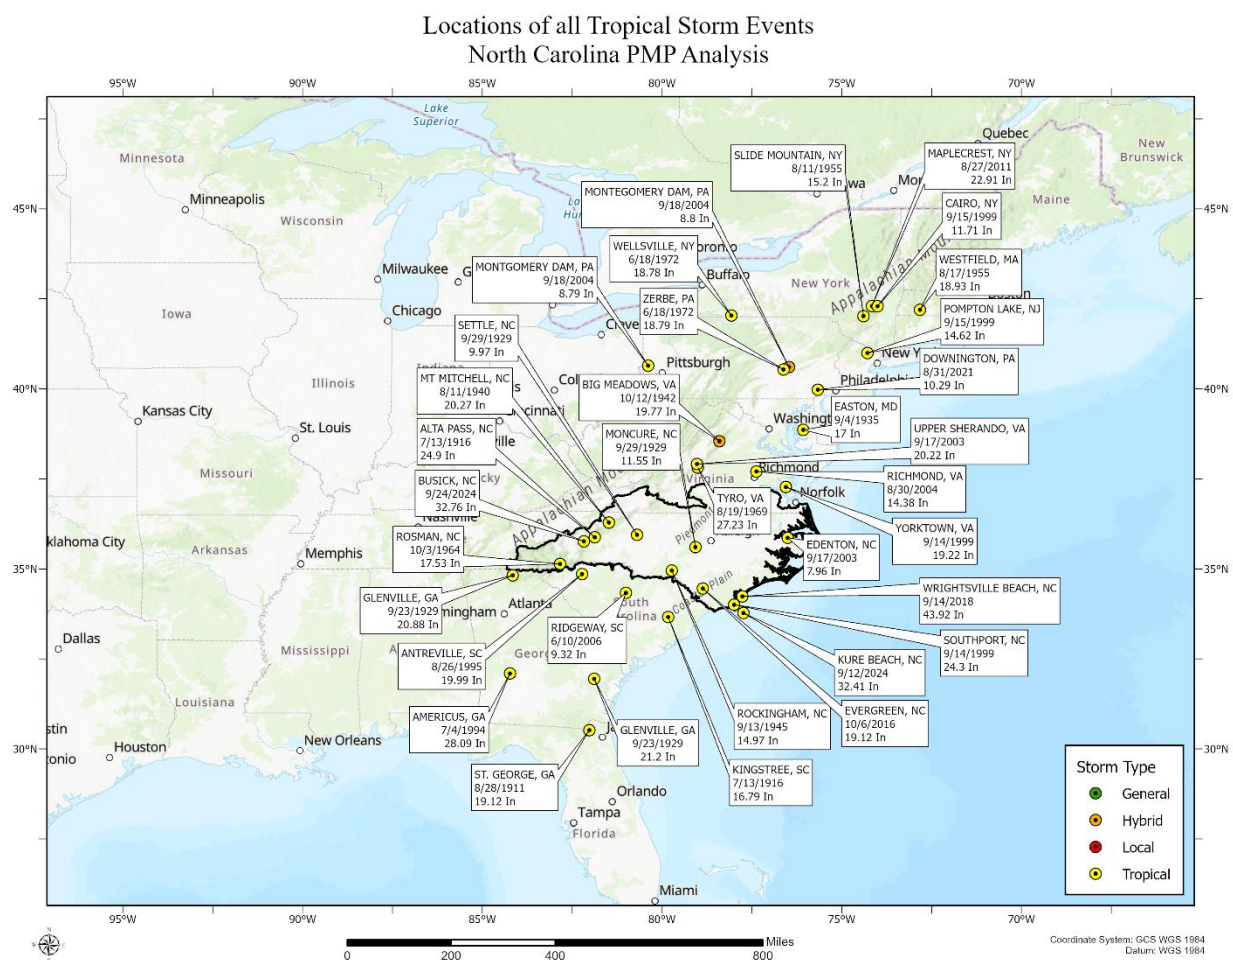 Locations of all Tropical Storm Events
North Carolina PMP Analysis
95°W
90°W
85°W
80°W
75°W
70°W
Lake
Superior
Quebec
New
Brunswick
Minnesota
Minneapolis
Wisconsin
Maine
45°N
45°N
SLIDE MOUNTAIN, NY
8/11/1955
15.2 In
MAPLECREST, NY
8/27/2011
22.91 In
MONTEGOMERY DAM, PA
9/18/2004
8.8 In
CAIRO, NY
9/15/1999
11.71 In
WELLSVILLE, NY
6/18/1972
18.78 In
WESTFIELD, MA
8/17/1955
18.93 In
MONTGOMERY DAM, PA
9/18/2004
8.79 In
ZERBE, PA
6/18/1972
18.79 In
POMPTON LAKE, NJ
9/15/1999
14.62 In
SETTLE, NC
9/29/1929
9.97 In
DOWNINGTON, PA
8/31/2021
10.29 In
Milwaukee
Buffalo
New York
Chicago
Iowa
Pittsburgh
Illinois
40°N
40°N
MT MITCHELL, NC
8/11/1940
20.27 In
BIG MEADOWS, VA
10/12/1942
19.77 In
EASTON, MD
9/4/1935
17 In
Kansas City
St. Louis
Missouri
ALTA PASS, NC
7/13/1916
24.9 In
MONCURE, NC
9/29/1929
11.55 In
UPPER SHERANDO, VA
9/17/2003
20.22 In
BUSICK, NC
9/24/2024
32.76 In
Virginia
Richmond
Norfolk
RICHMOND, VA
8/30/2004
14.38 In
TYRO, VA
8/19/1969
27.23 In
YORKTOWN, VA
9/14/1999
19.22 In
ROSMAN, NC
10/3/1964
17.53 In
EDENTON, NC
9/17/2003
7.96 In
Arkansas
Memphis
35°N
35°N
GLENVILLE, GA
9/23/1929
20.88 In
Atlanta
WRIGHTSVILLE BEACH, NC
9/14/2018
43.92 In
RIDGEWAY, SC
6/10/2006
9.32 In
SOUTHPORT, NC
9/14/1999
24.3 In
Dallas
Mississippi
ANTREVILLE, SC
8/26/1995
19.99 In
KURE BEACH, NC
9/12/2024
32.41 In
Louisiana
AMERICUS, GA
7/4/1994
28.09 In
GLENVILLE, GA
9/23/1929
21.2 In
ROCKINGHAM, NC
9/13/1945
14.97 In
EVERGREEN, NC
10/6/2016
19.12 In
Houston
New Orleans
30°N
30°N
ST. GEORGE, GA
8/28/1911
19.12 In
KINGSTREE, SC
7/13/1916
16.79 In
Orlando
Tampa
Florida
Miami
Storm Type
General
Hybrid
Local
Tropical
95°W
90°W
85°W
80°W
75°W
70°W
Miles
0
200
400
800
Coordinate System: GCS WGS 1984
Datum: WGS 1984